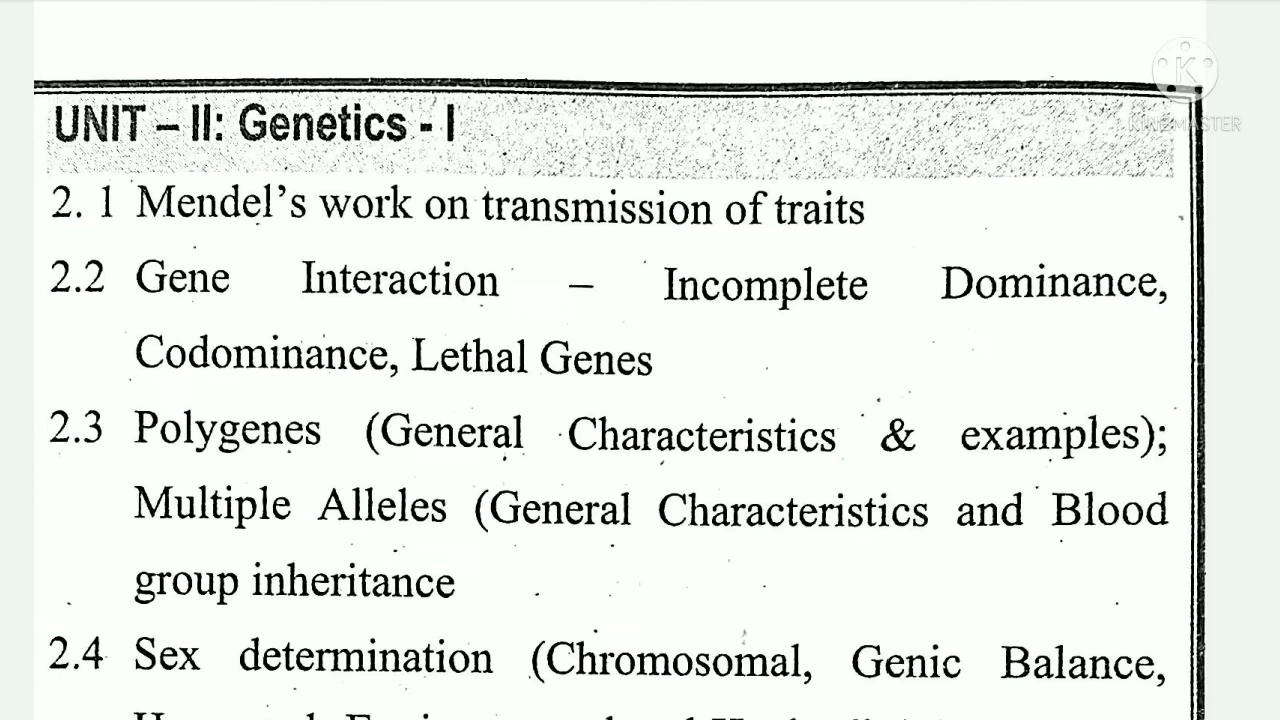 K
KINEMASTER
UNIT – II: Genetics - I
2. 1 Mendel's work on transmission of traits
2.2 Gene Interaction – Incomplete Dominance,
Codominance, Lethal Genes
2.3 Polygenes (General Characteristics & examples);
Multiple Alleles (General Characteristics and Blood
group inheritance
2.4 Sex determination (Chromosomal, Genic Balance,